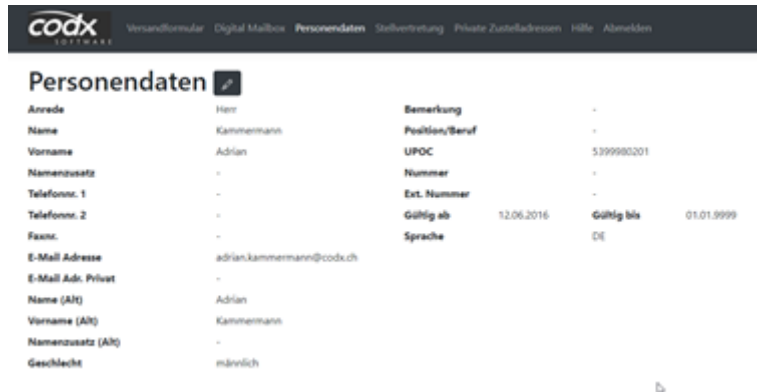 codx
SOFTWARE
Versandformular Digital Mailbox Personendaten Stellvertretung Private Zustelladressen Hilfe Abmelden
Personendaten
Anrede Herr Bemerkung -
Name Kammermann Position/Beruf -
Vorname Adrian UPOC 5399980201
Namenzusatz - Nummer -
Telefonnr. 1 - Ext. Nummer -
Telefonnr. 2 - Gültig ab 12.06.2016 Gültig bis 01.01.9999
Faxnr. - Sprache DE
E-Mail Adresse adrian.kammermann@codx.ch
E-Mail Adr. Privat -
Name (Alt) Adrian
Vorname (Alt) Kammermann
Namenzusatz (Alt) -
Geschlecht männlich